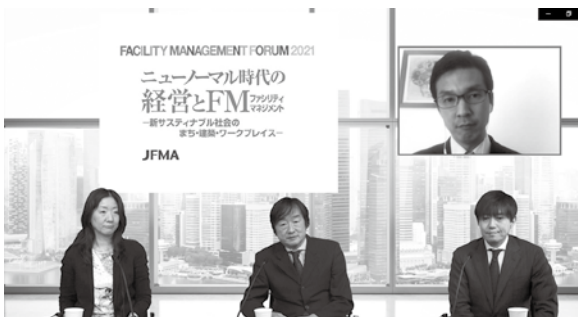 FACILITY MANAGEMENT FORUM 2021
ニューノーマル時代の
経営とFMファシリティマネジメント
−新サスティナブル社会の
まち・建築・ワークプレイス−
JFMA